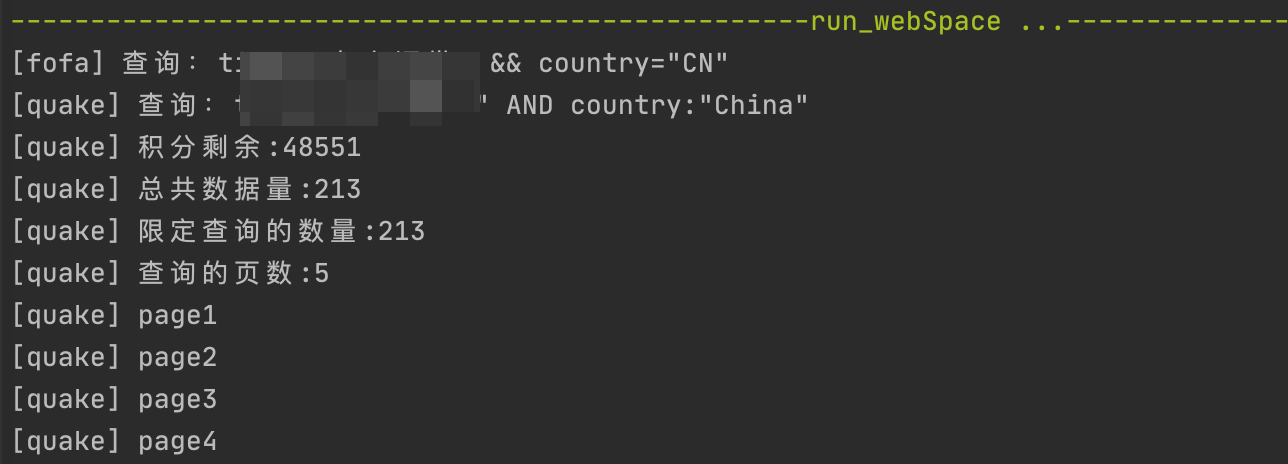 --------------------------------------------------run_webSpace ...--------------
[fofa] 查询: ti && country="CN"
[quake] 查询: t " AND country:"China"
[quake] 积分剩余:48551
[quake] 总共数据量:213
[quake] 限定查询的数量:213
[quake] 查询的页数:5
[quake] page1
[quake] page2
[quake] page3
[quake] page4